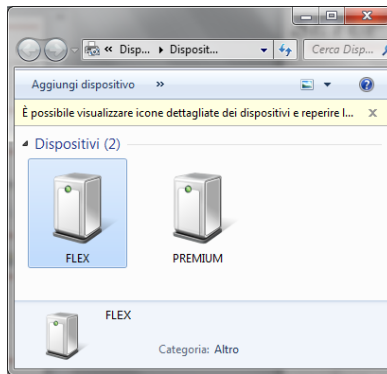 « Disp... ▸ Disposit...
Cerca Disp...
Aggiungi dispositivo »
È possibile visualizzare icone dettagliate dei dispositivi e reperire l...
Dispositivi (2)
FLEX
PREMIUM
FLEX
Categoria: Altro